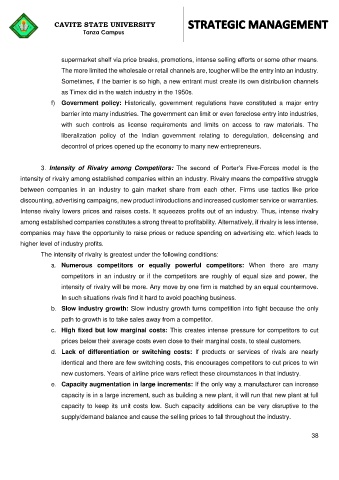 CAVITE STATE UNIVERSITY
Tanza Campus
STRATEGIC MANAGEMENT
supermarket shelf via price breaks, promotions, intense selling efforts or some other means.
The more limited the wholesale or retail channels are, tougher will be the entry into an industry.
Sometimes, if the barrier is so high, a new entrant must create its own distribution channels
as Timex did in the watch industry in the 1950s.
f) Government policy: Historically, government regulations have constituted a major entry
barrier into many industries. The government can limit or even foreclose entry into industries,
with such controls as license requirements and limits on access to raw materials. The
liberalization policy of the Indian government relating to deregulation, delicensing and
decontrol of prices opened up the economy to many new entrepreneurs.
3. Intensity of Rivalry among Competitors: The second of Porter's Five-Forces model is the
intensity of rivalry among established companies within an industry. Rivalry means the competitive struggle
between companies in an industry to gain market share from each other. Firms use tactics like price
discounting, advertising campaigns, new product introductions and increased customer service or warranties.
Intense rivalry lowers prices and raises costs. It squeezes profits out of an industry. Thus, intense rivalry
among established companies constitutes a strong threat to profitability. Alternatively, if rivalry is less intense,
companies may have the opportunity to raise prices or reduce spending on advertising etc. which leads to
higher level of industry profits.
The intensity of rivalry is greatest under the following conditions:
a. Numerous competitors or equally powerful competitors: When there are many
competitors in an industry or if the competitors are roughly of equal size and power, the
intensity of rivalry will be more. Any move by one firm is matched by an equal countermove.
In such situations rivals find it hard to avoid poaching business.
b. Slow industry growth: Slow industry growth turns competition into fight because the only
path to growth is to take sales away from a competitor.
c. High fixed but low marginal costs: This creates intense pressure for competitors to cut
prices below their average costs even close to their marginal costs, to steal customers.
d. Lack of differentiation or switching costs: If products or services of rivals are nearly
identical and there are few switching costs, this encourages competitors to cut prices to win
new customers. Years of airline price wars reflect these circumstances in that industry.
e. Capacity augmentation in large increments: If the only way a manufacturer can increase
capacity is in a large increment, such as building a new plant, it will run that new plant at full
capacity to keep its unit costs low. Such capacity additions can be very disruptive to the
supply/demand balance and cause the selling prices to fall throughout the industry.
38